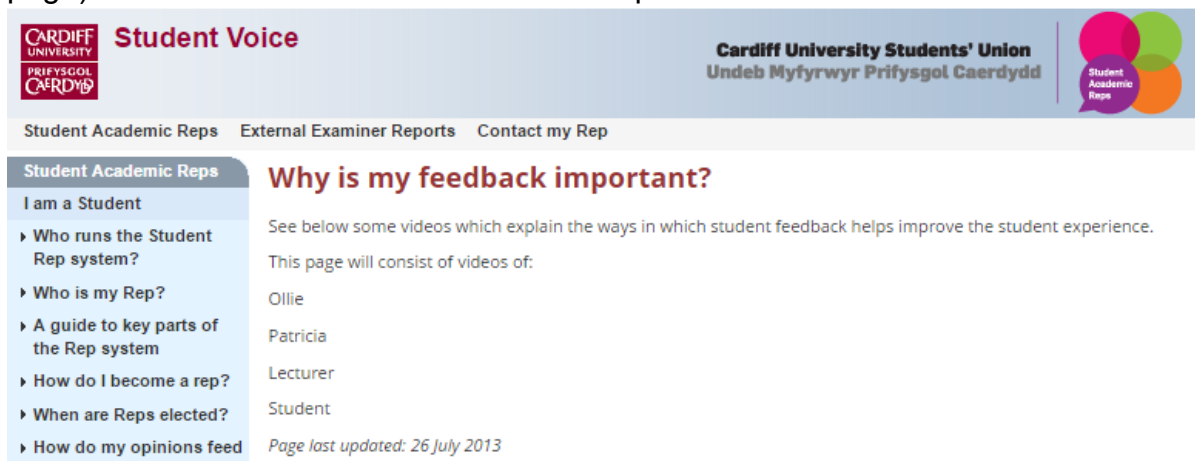 CARDIFF
UNIVERSITY
PRIFYSGOL
CAERDYDD
Student Voice
Cardiff University Students' Union
Undeb Myfyrwyr Prifysgol Caerdydd
Student
Academic
Reps
Student Academic Reps External Examiner Reports Contact my Rep
Student Academic Reps
I am a Student
Who runs the Student
Rep system?
Who is my Rep?
A guide to key parts of
the Rep system
How do I become a rep?
When are Reps elected?
How do my opinions feed
Why is my feedback important?
See below some videos which explain the ways in which student feedback helps improve the student experience.
This page will consist of videos of:
Ollie
Patricia
Lecturer
Student
Page last updated: 26 July 2013